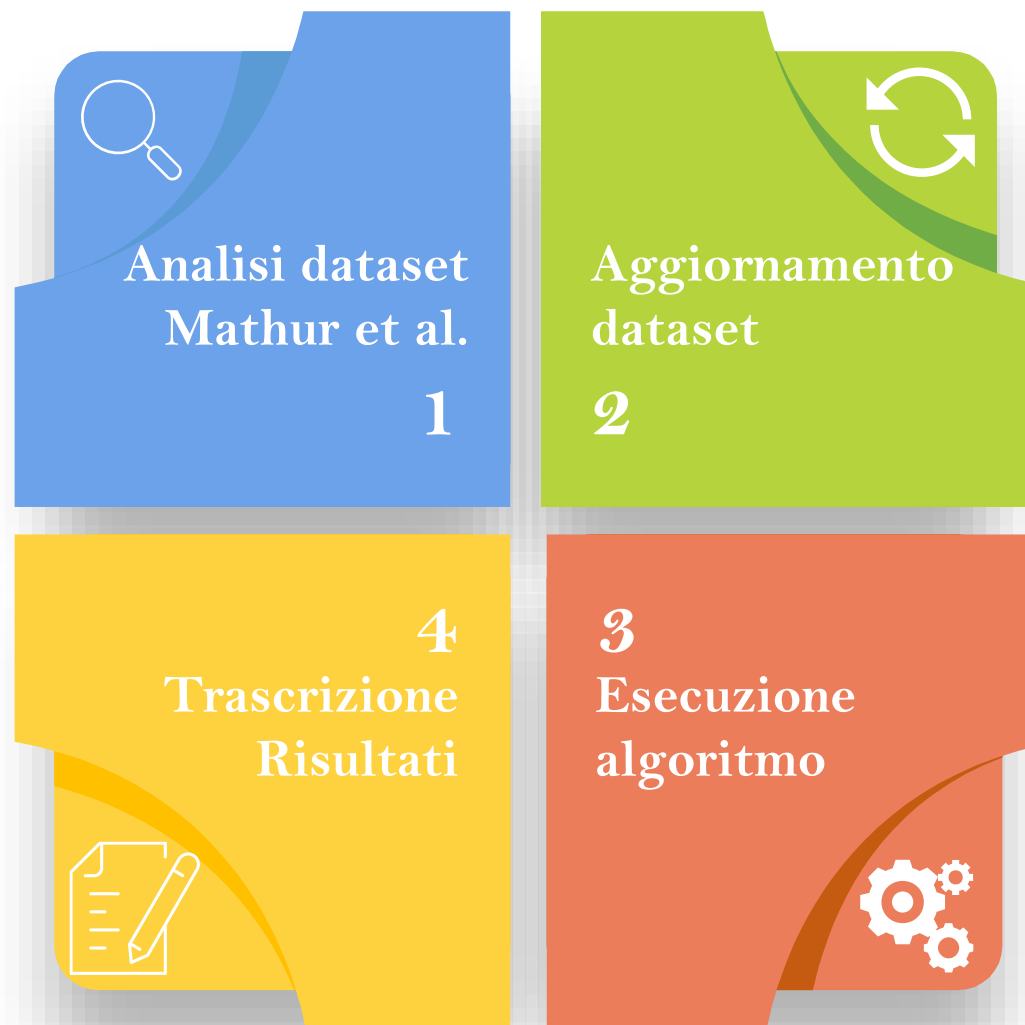 Analisi dataset
Mathur et al.
1
Aggiornamento
dataset
2
3
Esecuzione
algoritmo
4
Trascrizione
Risultati